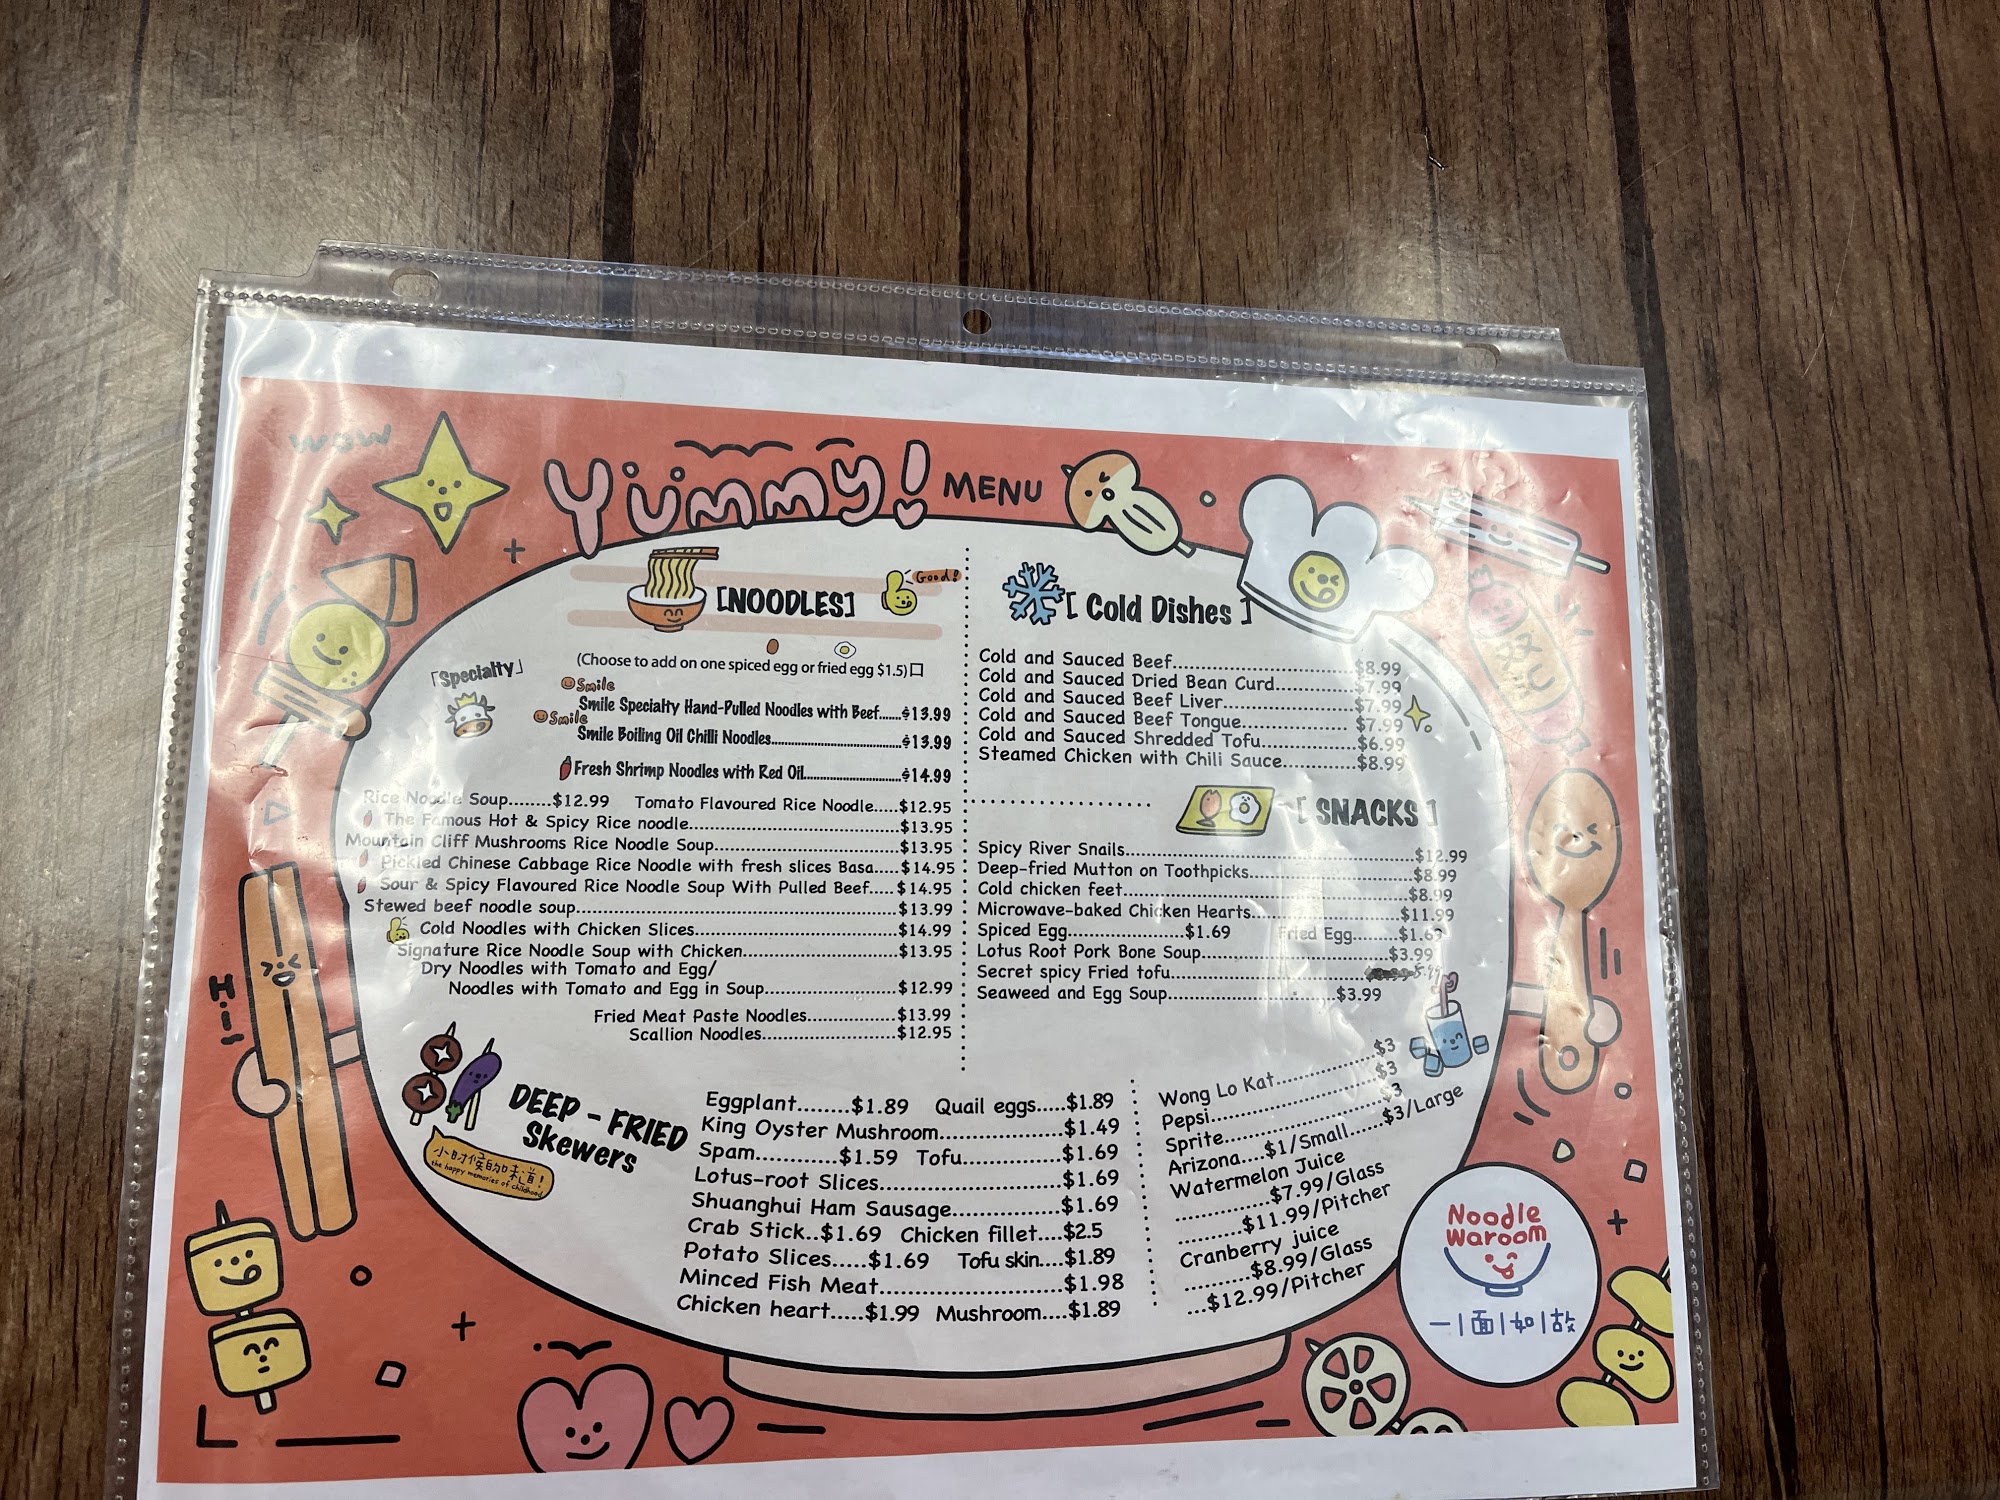 wow
Yummy! MENU
[NOODLES]
Good!
(Choose to add on one spiced egg or fried egg $1.5)口
「Specialty」
Smile
Smile Specialty Hand-Pulled Noodles with Beef.......$13.99
Smile
Smile Boiling Oil Chilli Noodles..........$13.99
Fresh Shrimp Noodles with Red Oil..........$14.99
Rice Noodle Soup........$12.99 Tomato Flavoured Rice Noodle....$12.95
The Famous Hot & Spicy Rice noodle..........$13.95
Mountain Cliff Mushrooms Rice Noodle Soup..........$13.95
Pickled Chinese Cabbage Rice Noodle with fresh slices Basa.....$14.95
Sour & Spicy Flavoured Rice Noodle Soup With Pulled Beef.....$14.95
Stewed beef noodle soup..........$13.99
Cold Noodles with Chicken Slices..........$14.99
Signature Rice Noodle Soup with Chicken..........$13.95
Dry Noodles with Tomato and Egg/
Noodles with Tomato and Egg in Soup..........$12.99
Fried Meat Paste Noodles..........$13.99
Scallion Noodles..........$12.95
[ Cold Dishes ]
Cold and Sauced Beef..........$8.99
Cold and Sauced Dried Bean Curd..........$7.99
Cold and Sauced Beef Liver..........$7.99
Cold and Sauced Beef Tongue..........$7.99
Cold and Sauced Shredded Tofu..........$6.99
Steamed Chicken with Chili Sauce..........$8.99
[ SNACKS ]
Spicy River Snails..........$12.99
Deep-fried Mutton on Toothpicks..........$8.99
Cold chicken feet..........$8.99
Microwave-baked Chicken Hearts..........$11.99
Spiced Egg..........$1.69 Fried Egg........$1.69
Lotus Root Pork Bone Soup..........$3.99
Secret spicy Fried tofu..........
Seaweed and Egg Soup..........$3.99
Hi!!
DEEP - FRIED
Skewers
小时候的味道!
the happy memories of childhood
Eggplant........$1.89 Quail eggs.....$1.89
King Oyster Mushroom..........$1.49
Spam............$1.59 Tofu..........$1.69
Lotus-root Slices..........$1.69
Shuanghui Ham Sausage..........$1.69
Crab Stick..$1.69 Chicken fillet....$2.5
Potato Slices.....$1.69 Tofu skin....$1.89
Minced Fish Meat..........$1.98
Chicken heart.....$1.99 Mushroom....$1.89
Wong Lo Kat..........$3
Pepsi..........$3
Sprite..........$3
Arizona....$1/Small......$3/Large
Watermelon Juice
..........$7.99/Glass
..........$11.99/Pitcher
Cranberry juice
..........$8.99/Glass
...$12.99/Pitcher
Noodle
Waroom
一|面|如|故